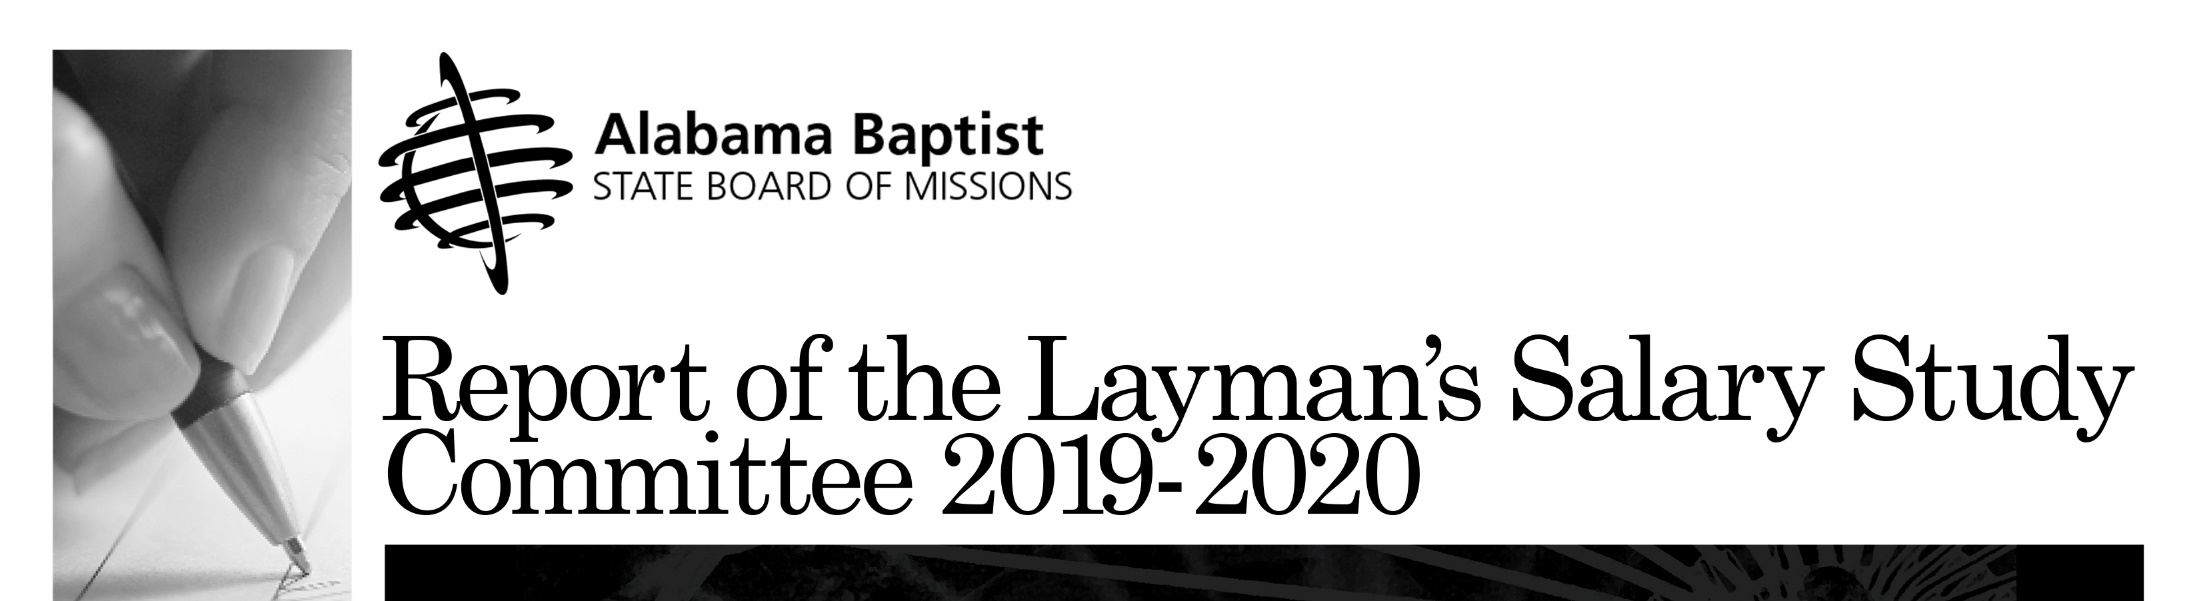 Alabama Baptist
STATE BOARD OF MISSIONS
Report of the Layman’s Salary Study
Committee 2019-2020